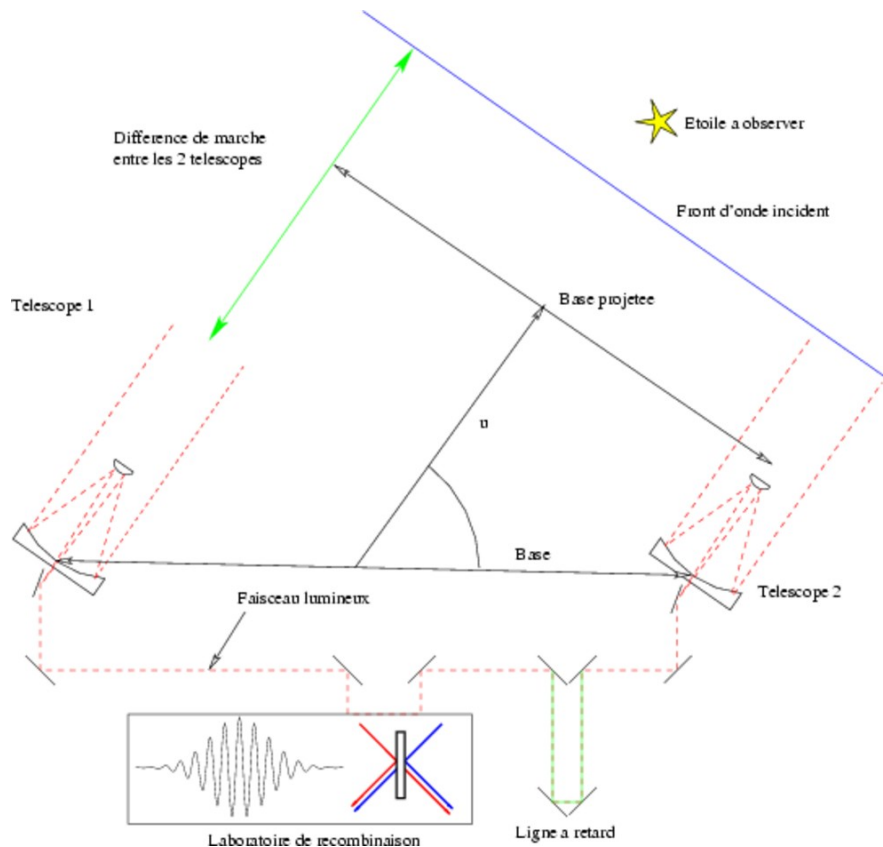 Etoile a observer
Difference de marche
entre les 2 telescopes
Front d'onde incident
Telescope 1
Base projetee
u
Base
Telescope 2
Faisceau lumineux
Laboratoire de recombinaison
Ligne a retard